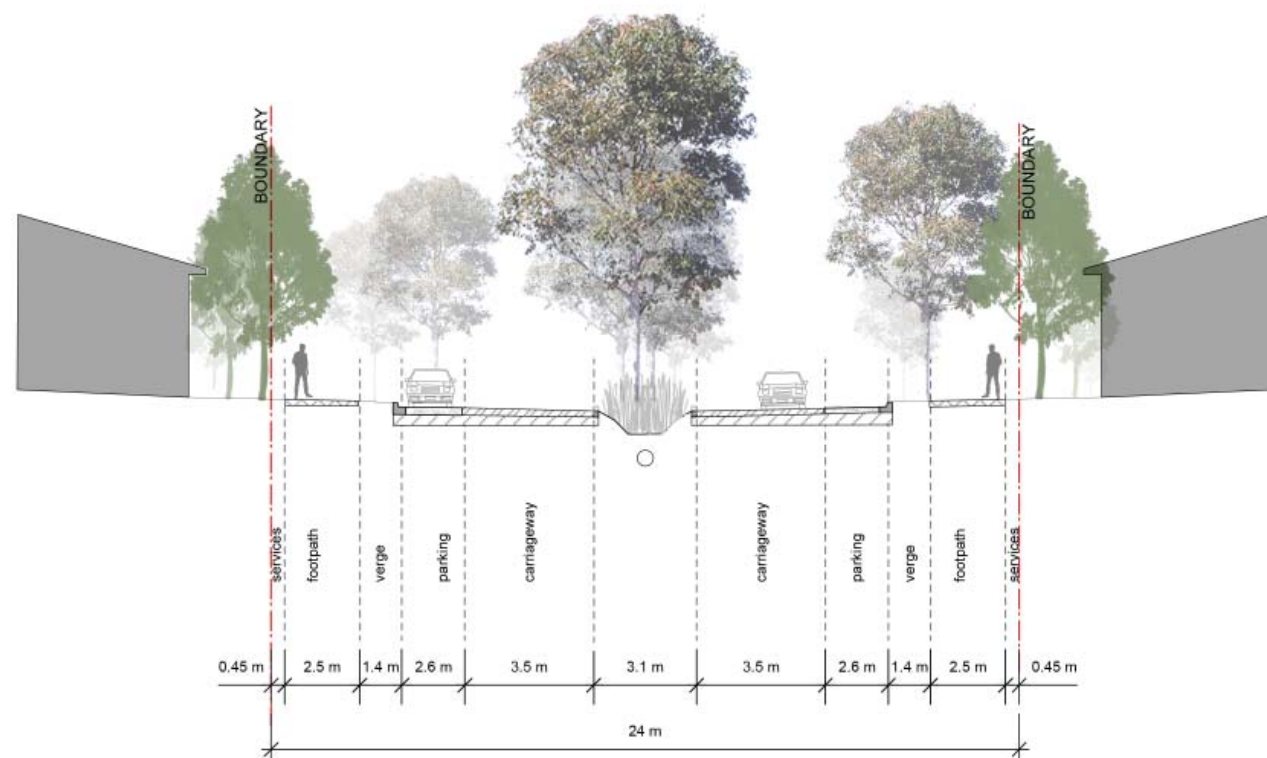 BOUNDARY
BOUNDARY
services
footpath
verge
parking
carriageway
carriageway
parking
verge
footpath
services
0.45 m
2.5 m
1.4 m
2.6 m
3.5 m
3.1 m
3.5 m
2.6 m
1.4 m
2.5 m
0.45 m
24 m